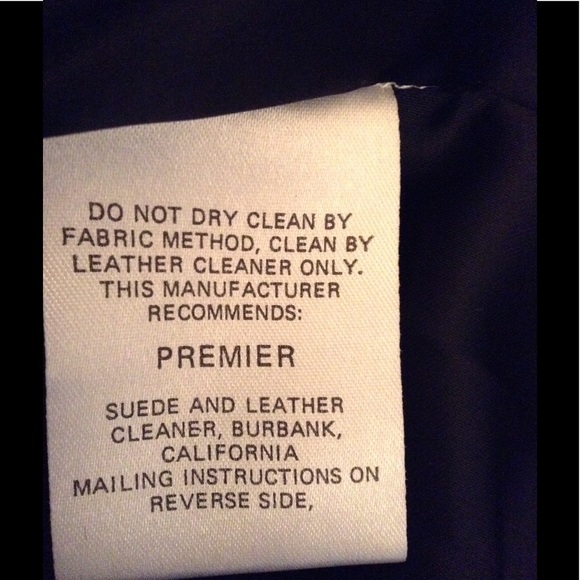 DO NOT DRY CLEAN BY
FABRIC METHOD, CLEAN BY
LEATHER CLEANER ONLY.
THIS MANUFACTURER
RECOMMENDS:
PREMIER
SUEDE AND LEATHER
CLEANER, BURBANK,
CALIFORNIA
MAILING INSTRUCTIONS ON
REVERSE SIDE,